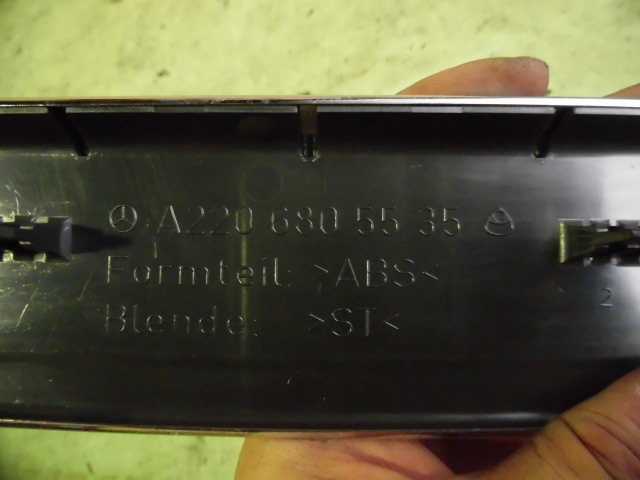 A220 680 55 35
Formteil: >ABS<
Blende: >ST<
2